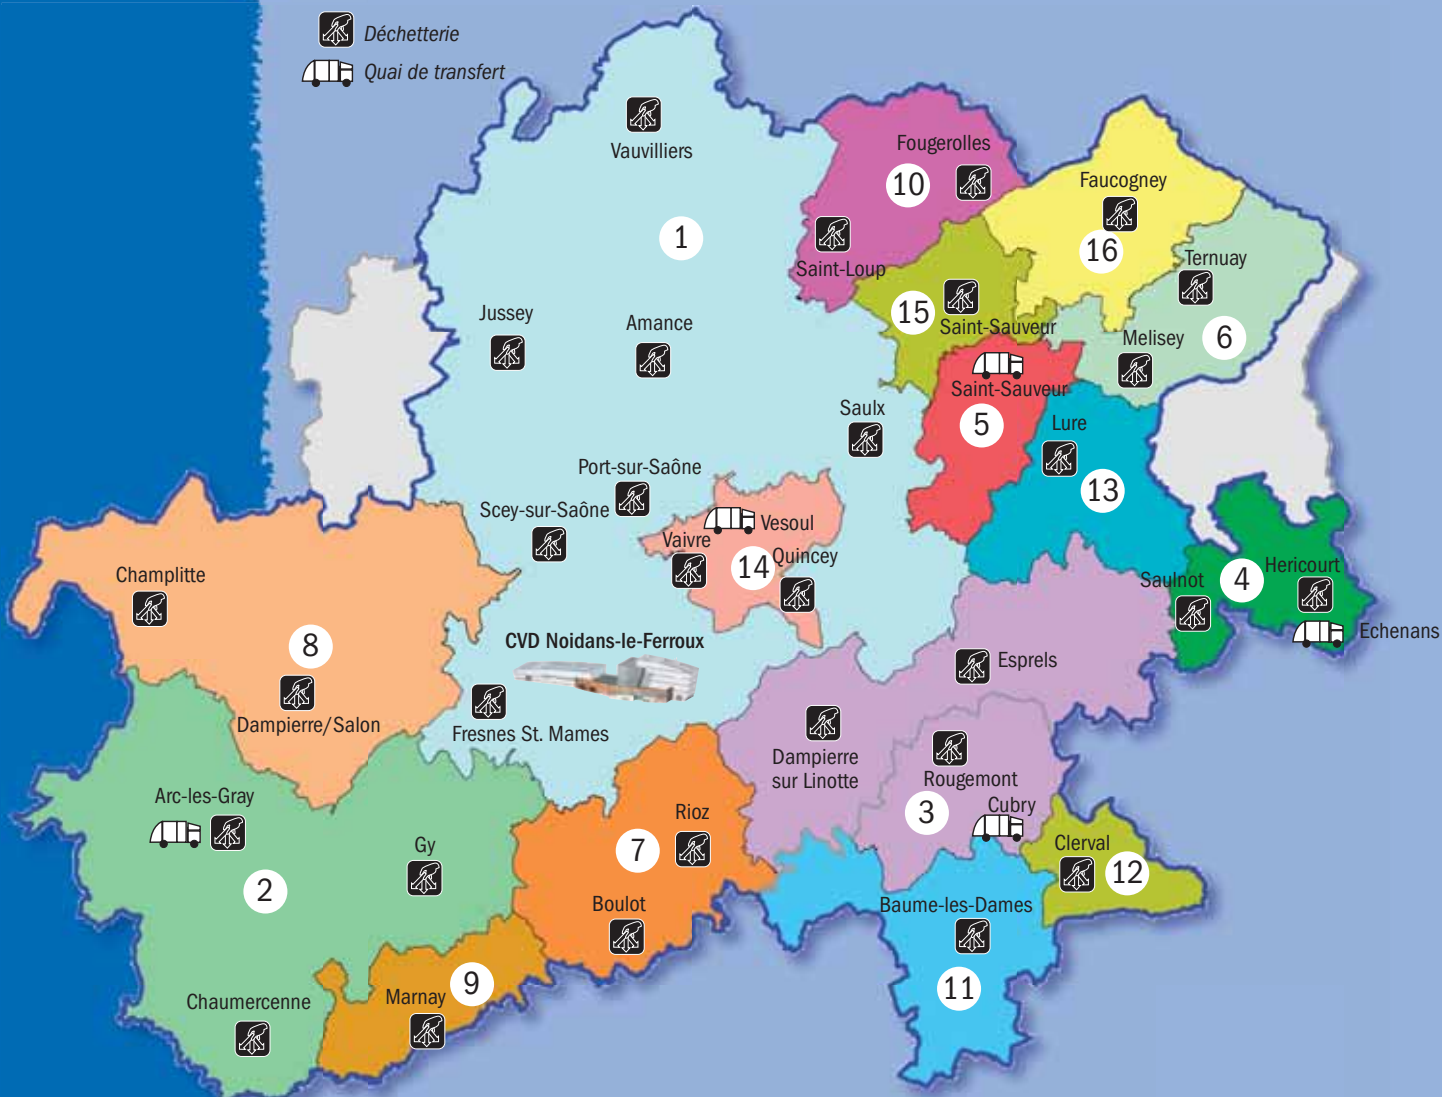 Déchetterie
Quai de transfert
Vauvilliers
Fougerolles
10
Faucogney
16
1
Saint-Loup
Ternuay
15
Saint-Sauveur
Jussey
Amance
Melisey
6
Saint-Sauveur
5
Saulx
Lure
13
Port-sur-Saône
Scey-sur-Saône
Vesoul
Vaivre
14
Quincey
Champlitte
Saulnot
4
Hericourt
Echenans
8
CVD Noidans-le-Ferroux
Esprels
Dampierre/Salon
Fresnes St. Mames
Dampierre
sur Linotte
Rougemont
3
Cubry
Arc-les-Gray
Rioz
7
Gy
Clerval
12
2
Boulot
Baume-les-Dames
11
9
Marnay
Chaumercenne